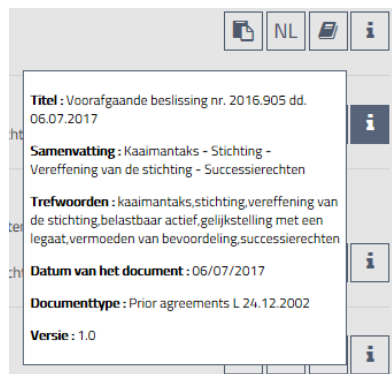 NL
i
Titel : Voorafgaande beslissing nr. 2016.905 dd.
06.07.2017
Samenvatting : Kaaimantaks - Stichting -
Vereffening van de stichting - Successierechten
Trefwoorden : kaaimantaks,stichting,vereffening van
de stichting,belastbaar actief,gelijkstelling met een
legaat,vermoeden van bevoordeling,successierechten
Datum van het document : 06/07/2017
Documenttype : Prior agreements L 24.12.2002
Versie : 1.0
i
i
i